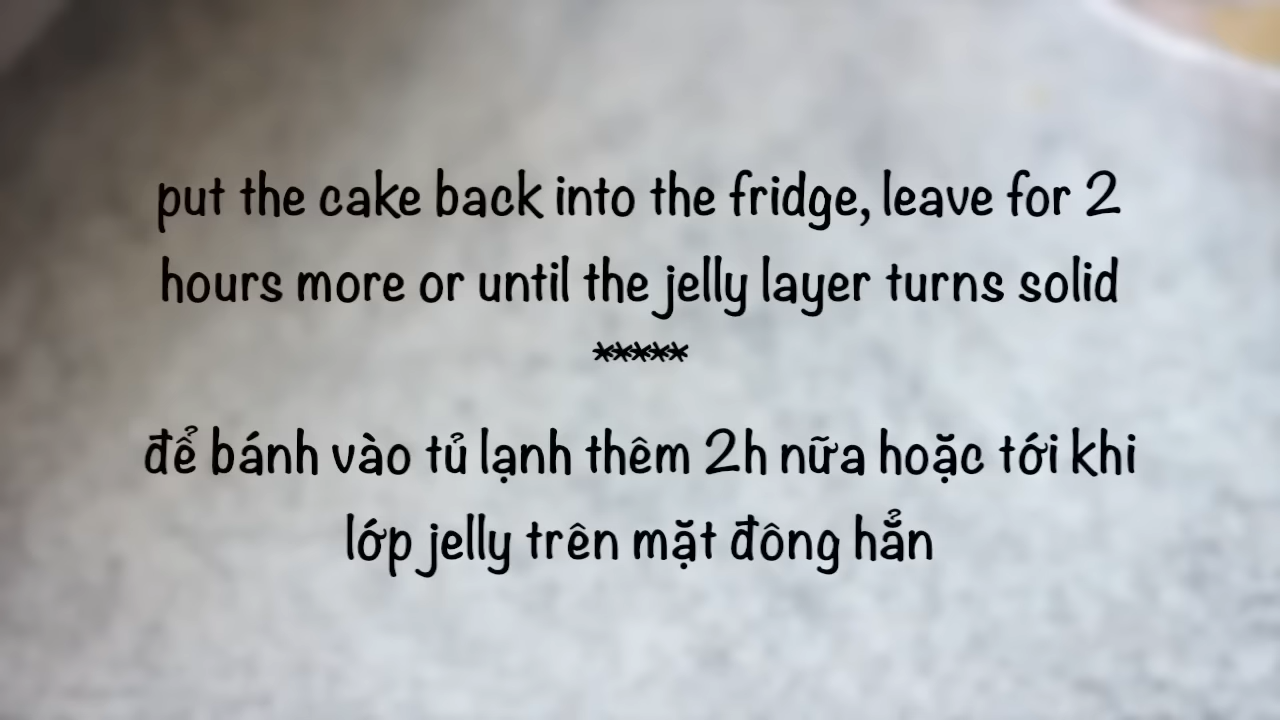 put the cake back into the fridge, leave for 2
hours more or until the jelly layer turns solid
*****
để bánh vào tủ lạnh thêm 2h nữa hoặc tới khi
lớp jelly trên mặt đông hẳn